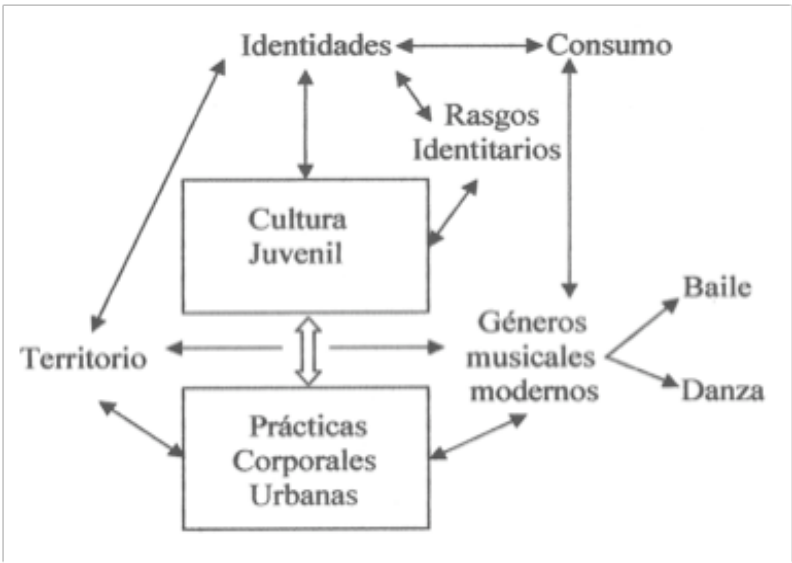 Identidades
Consumo
Rasgos
Identitarios
Cultura
Juvenil
Baile
Géneros
musicales
modernos
Territorio
Danza
Prácticas
Corporales
Urbanas